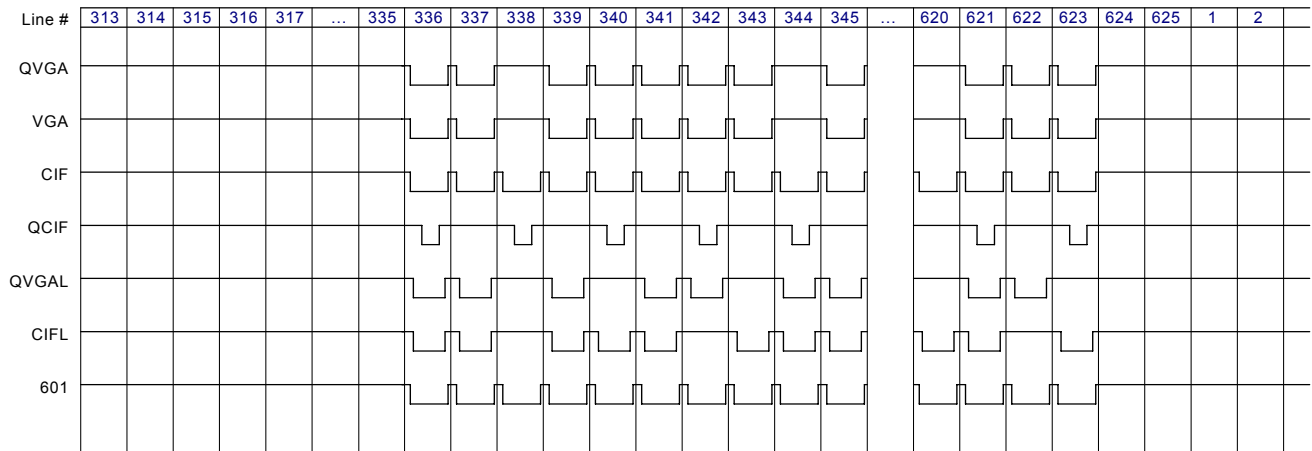 Line # 313 314 315 316 317 ... 335 336 337 338 339 340 341 342 343 344 345 ... 620 621 622 623 624 625 1 2
QVGA
VGA
CIF
QCIF
QVGAL
CIFL
601